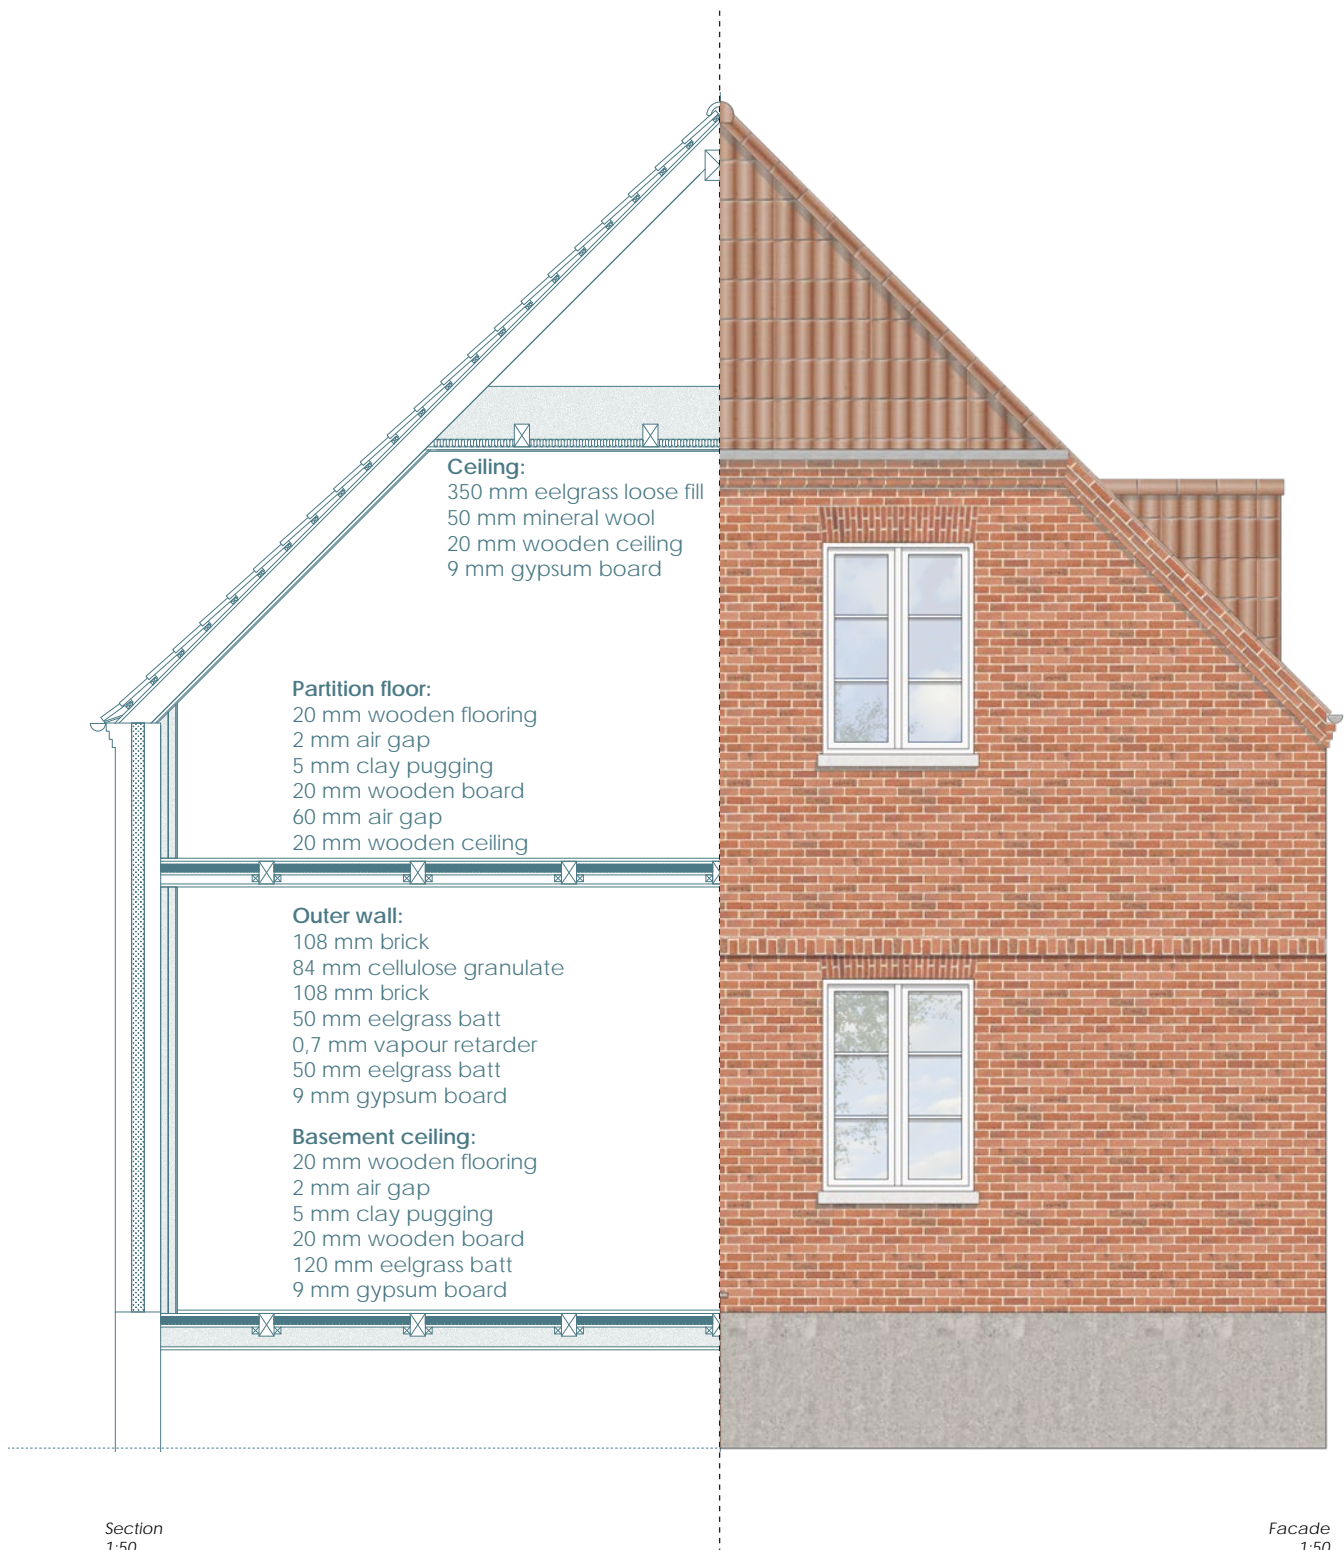 Ceiling:
350 mm eelgrass loose fill
50 mm mineral wool
20 mm wooden ceiling
9 mm gypsum board
Partition floor:
20 mm wooden flooring
2 mm air gap
5 mm clay pugging
20 mm wooden board
60 mm air gap
20 mm wooden ceiling
Outer wall:
108 mm brick
84 mm cellulose granulate
108 mm brick
50 mm eelgrass batt
0,7 mm vapour retarder
50 mm eelgrass batt
9 mm gypsum board
Basement ceiling:
20 mm wooden flooring
2 mm air gap
5 mm clay pugging
20 mm wooden board
120 mm eelgrass batt
9 mm gypsum board
Section
1:50
Facade
1:50